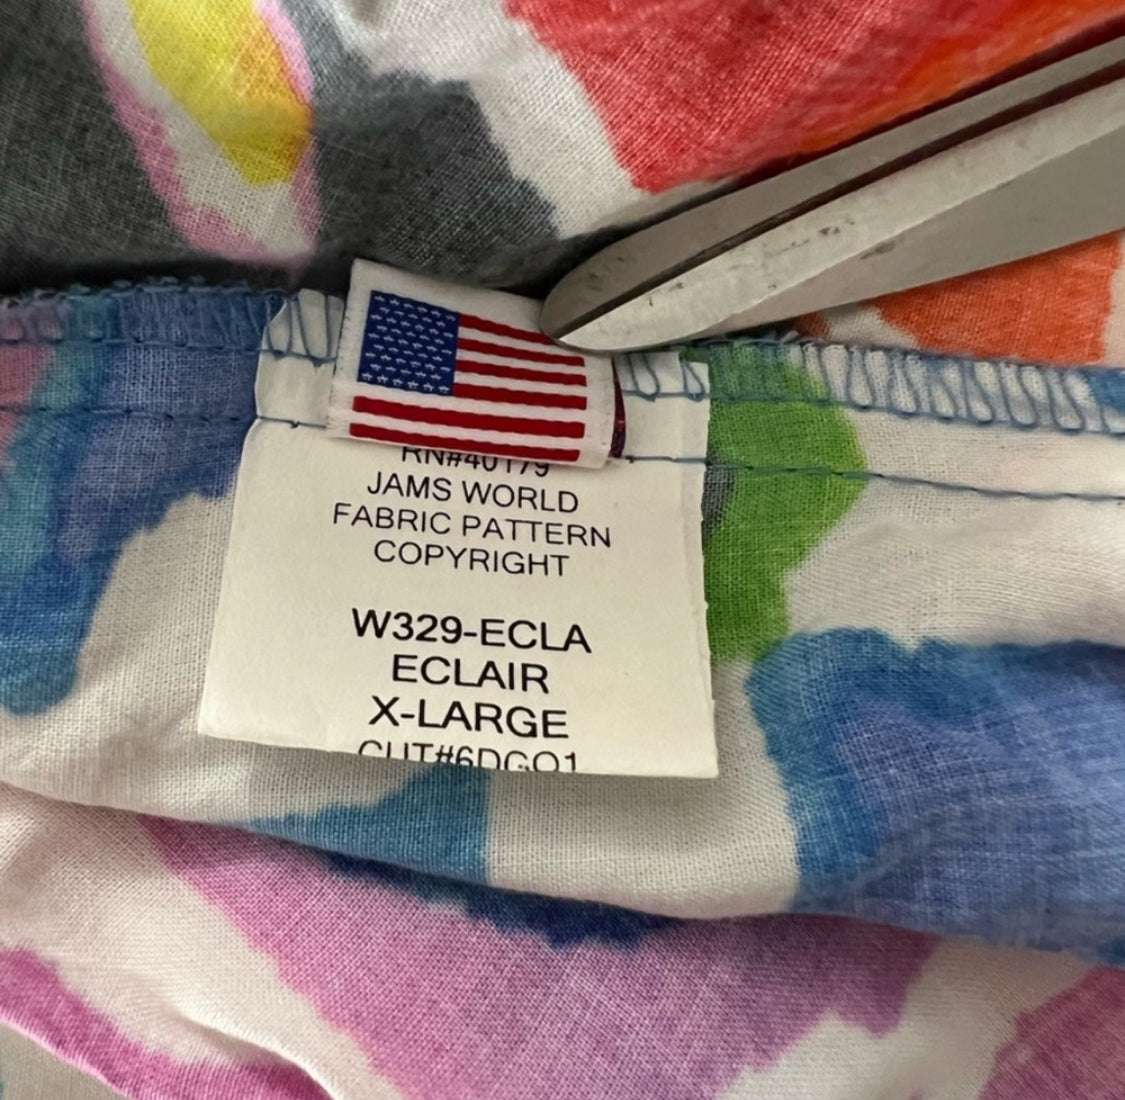 RN#40179
JAMS WORLD
FABRIC PATTERN
COPYRIGHT
W329-ECLA
ECLAIR
X-LARGE